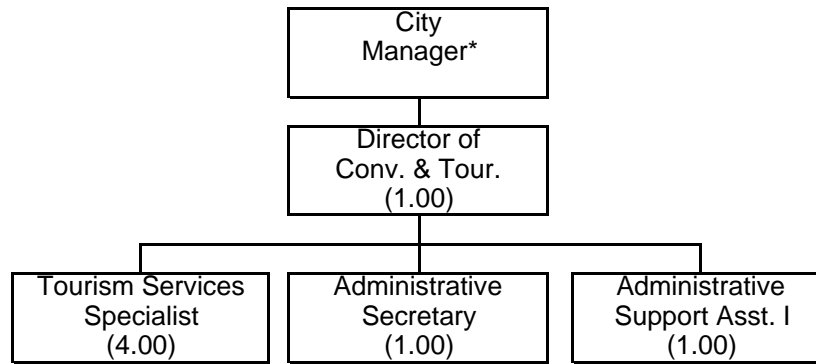 City
Manager*
Director of
Conv. & Tour.
(1.00)
Tourism Services
Specialist
(4.00)
Administrative
Secretary
(1.00)
Administrative
Support Asst. I
(1.00)